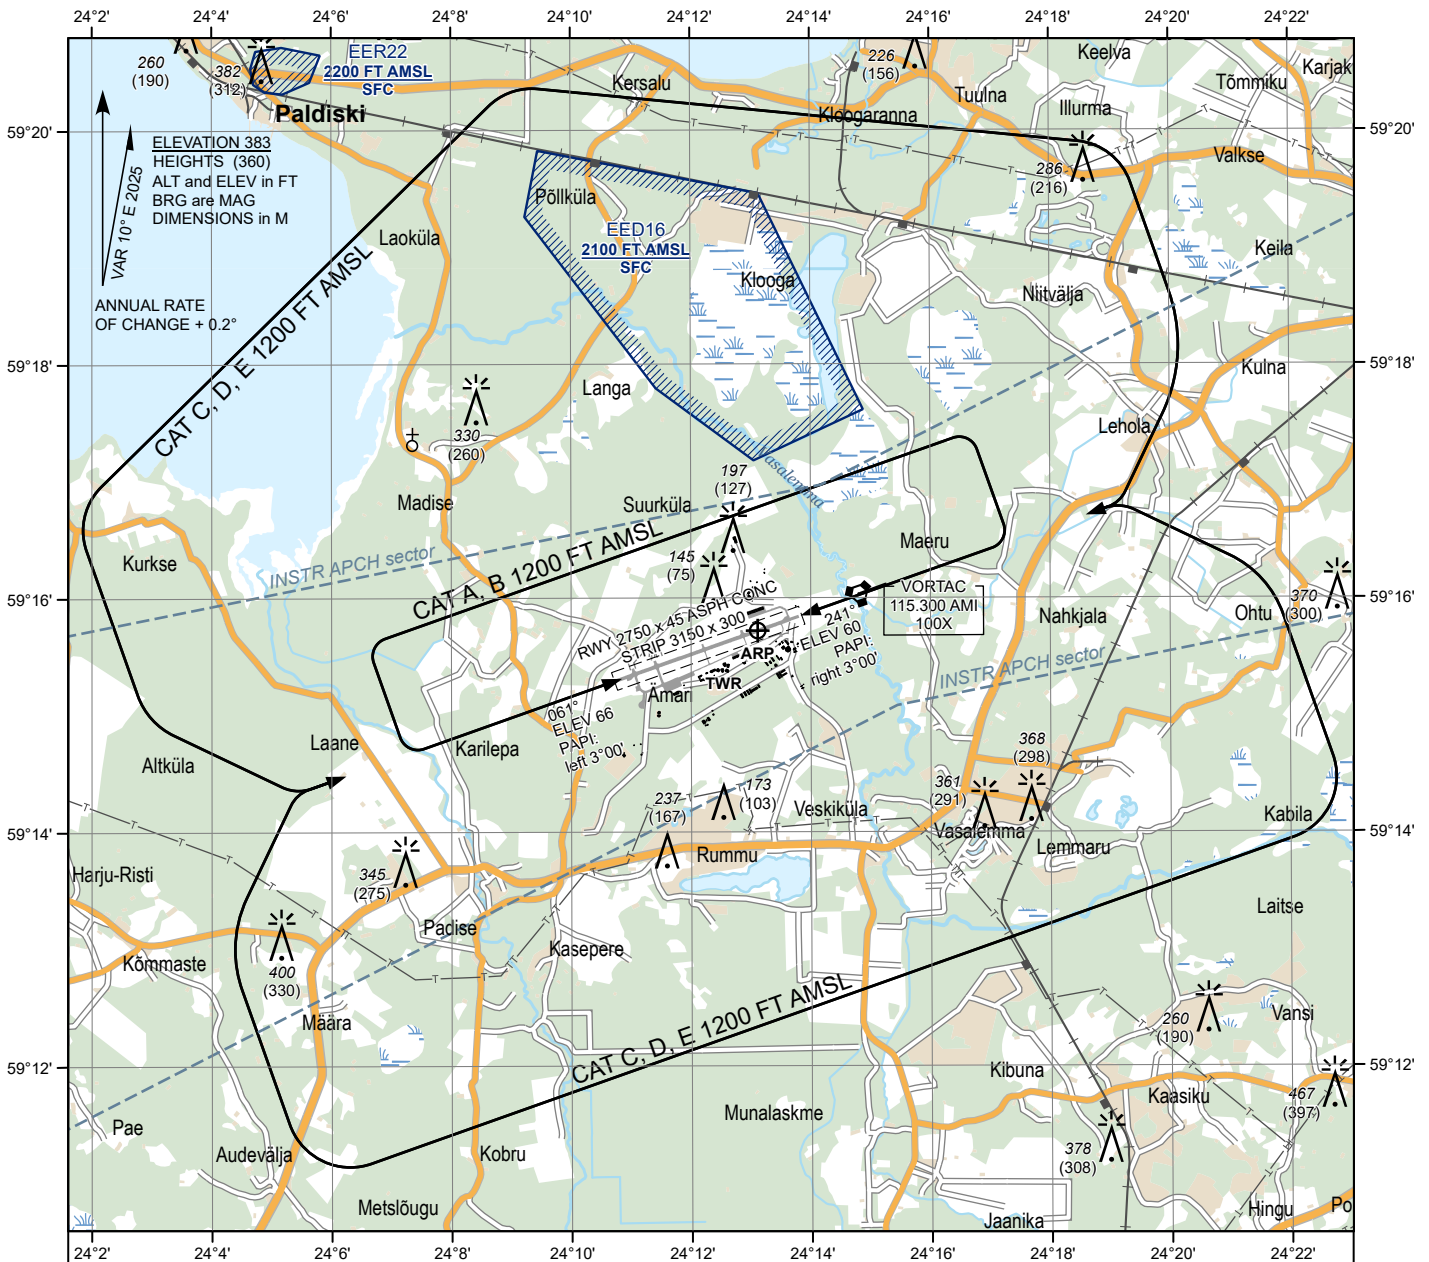 24°2'
24°4'
24°6'
24°8'
24°10'
24°12'
24°14'
24°16'
24°18'
24°20'
24°22'
260
(190)
382
(312)
EER22
2200 FT AMSL
SFC
Paldiski
Kersalu
226
(156)
Keelva
Tõmmiku
Karjak
Tuulna
Illurma
Kloogaranna
59°20'
59°20'
ELEVATION 383
HEIGHTS (360)
ALT and ELEV in FT
BRG are MAG
DIMENSIONS in M
VAR 10° E 2025
ANNUAL RATE
OF CHANGE + 0.2°
Valkse
286
(216)
Põllküla
EED16
2100 FT AMSL
SFC
Laoküla
Klooga
Keila
Niitvälja
CAT C, D, E 1200 FT AMSL
59°18'
59°18'
Kulna
Langa
Lehola
330
(260)
Madise
197
(127)
Suurküla
asalemma
Maeru
Kurkse
INSTR APCH sector
CAT A, B 1200 FT AMSL
145
(75)
59°16'
59°16'
VORTAC
115.300 AMI
100X
Nahkjala
Ohtu
370
(300)
RWY 2750 x 45 ASPH CONC
STRIP 3150 x 300
ARP
TWR
Ämari
241°
ELEV 60
PAPI:
right 3°00'
INSTR APCH sector
061°
ELEV 66
PAPI:
left 3°00'
Karilepa
Laane
Altküla
368
(298)
361
(291)
237
(167)
173
(103)
Veskiküla
Vasalemma
Lemmaru
Kabila
59°14'
59°14'
Rummu
Harju-Risti
345
(275)
Padise
Kasepere
Laitse
Kõmmaste
400
(330)
Määra
CAT C, D, E 1200 FT AMSL
260
(190)
Vansi
59°12'
59°12'
Kibuna
Kaasiku
467
(397)
Munalaskme
Pae
Audevälja
Kobru
378
(308)
Metslõugu
Jaanika
Hingu
Po
24°2'
24°4'
24°6'
24°8'
24°10'
24°12'
24°14'
24°16'
24°18'
24°20'
24°22'